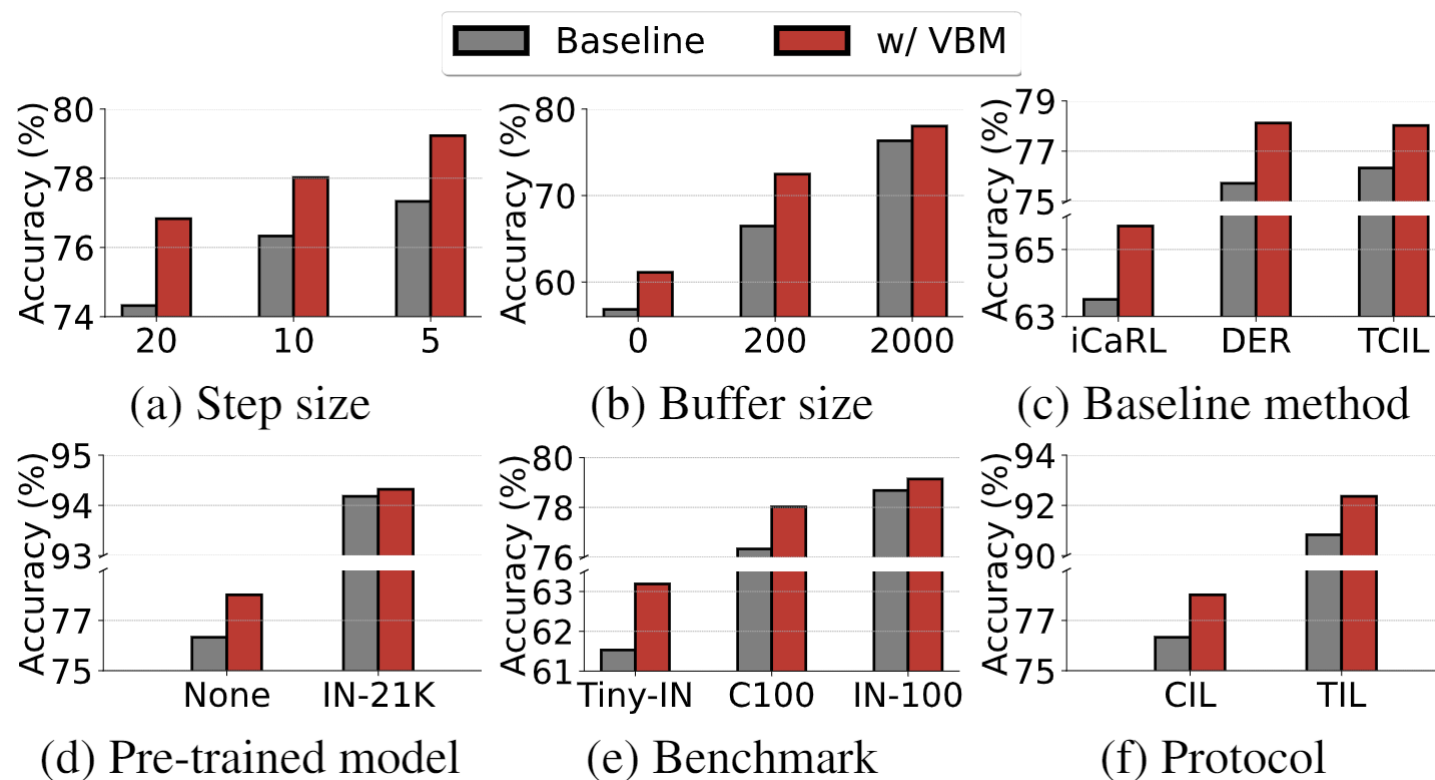 Baseline w/ VBM
Accuracy (%)
80
78
76
74
20 10 5
(a) Step size
Accuracy (%)
80
70
60
0 200 2000
(b) Buffer size
Accuracy (%)
79
77
75
65
63
iCaRL DER TCIL
(c) Baseline method
Accuracy (%)
95
94
93
77
75
None IN-21K
(d) Pre-trained model
Accuracy (%)
80
78
76
63
62
61
Tiny-IN C100 IN-100
(e) Benchmark
Accuracy (%)
94
92
90
77
75
CIL TIL
(f) Protocol